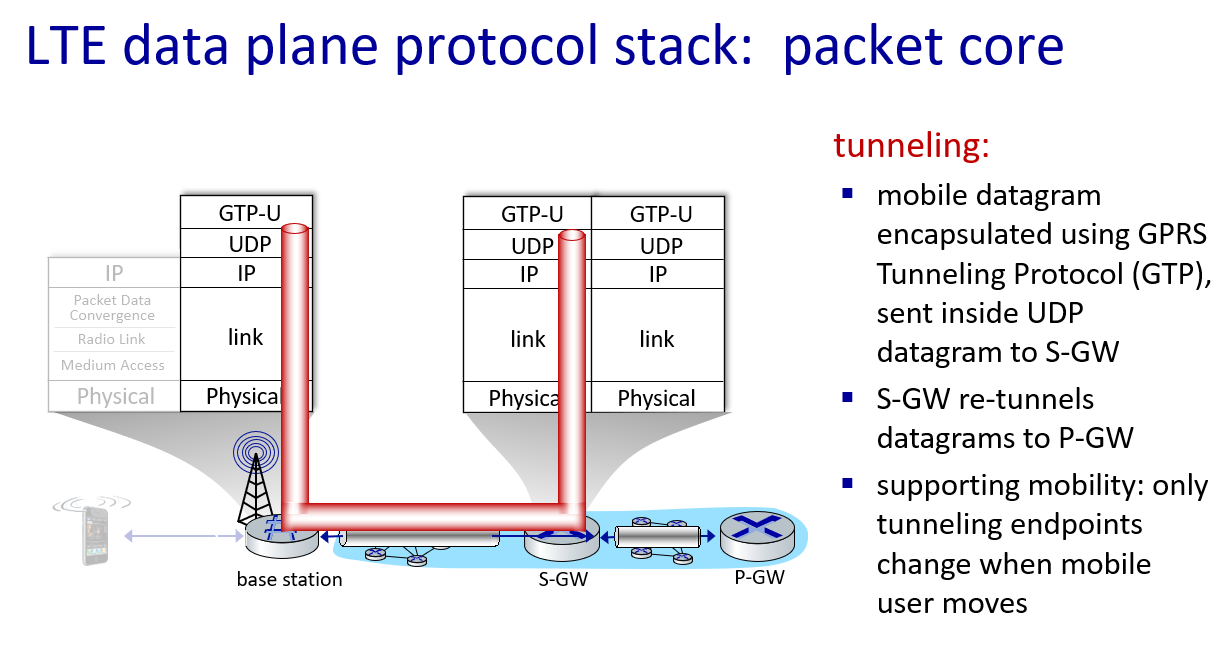 LTE data plane protocol stack:  packet core
tunneling:
▪ mobile datagram
encapsulated using GPRS
Tunneling Protocol (GTP),
sent inside UDP
datagram to S-GW
▪ S-GW re-tunnels
datagrams to P-GW
▪ supporting mobility: only
tunneling endpoints
change when mobile
user moves
IP
Packet Data
Convergence
Radio Link
Medium Access
Physical
GTP-U
UDP
IP
link
Physical
GTP-U
UDP
IP
link
Physica
GTP-U
UDP
IP
link
Physical
base station
S-GW
P-GW